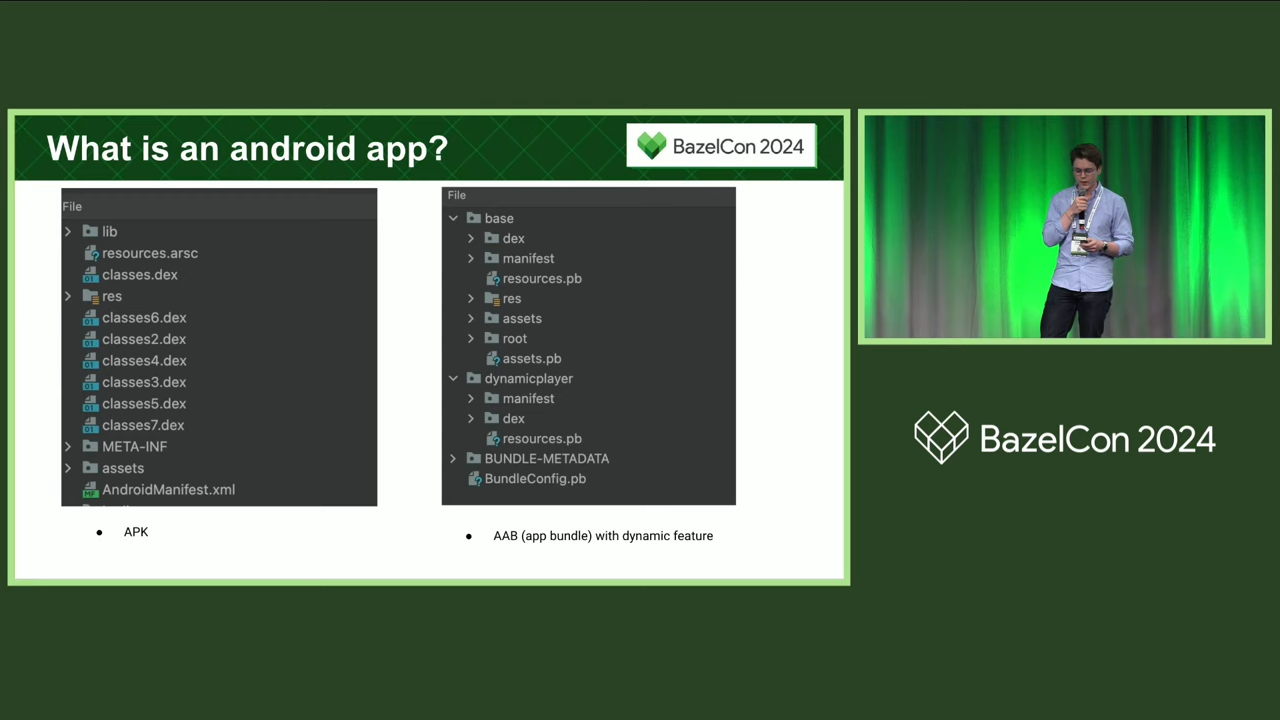 What is an android app?
BazelCon 2024
File
lib
resources.arsc
classes.dex
res
classes6.dex
classes2.dex
classes4.dex
classes3.dex
classes5.dex
classes7.dex
META-INF
assets
AndroidManifest.xml
• APK
File
base
dex
manifest
resources.pb
res
assets
root
assets.pb
dynamicplayer
manifest
dex
resources.pb
BUNDLE-METADATA
BundleConfig.pb
• AAB (app bundle) with dynamic feature
BazelCon 2024